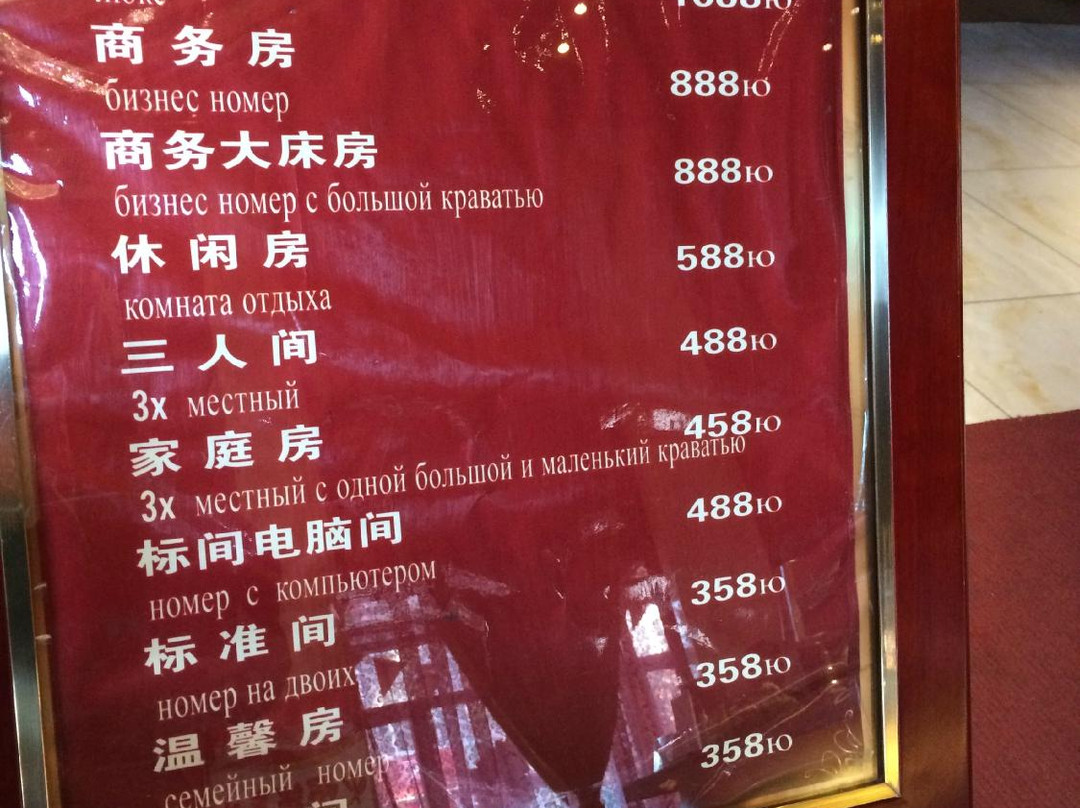 商务房
888ю
бизнес номер
商务大床房
888ю
бизнес номер с большой краватью
休闲房
588ю
комната отдыха
三人间
488ю
3х местный
家庭房
458ю
3х местный с одной большой и маленький краватью
标间电脑间
488ю
номер с компьютером
标准间
358ю
номер на двоих
温馨房
358ю
семейный номер
358ю